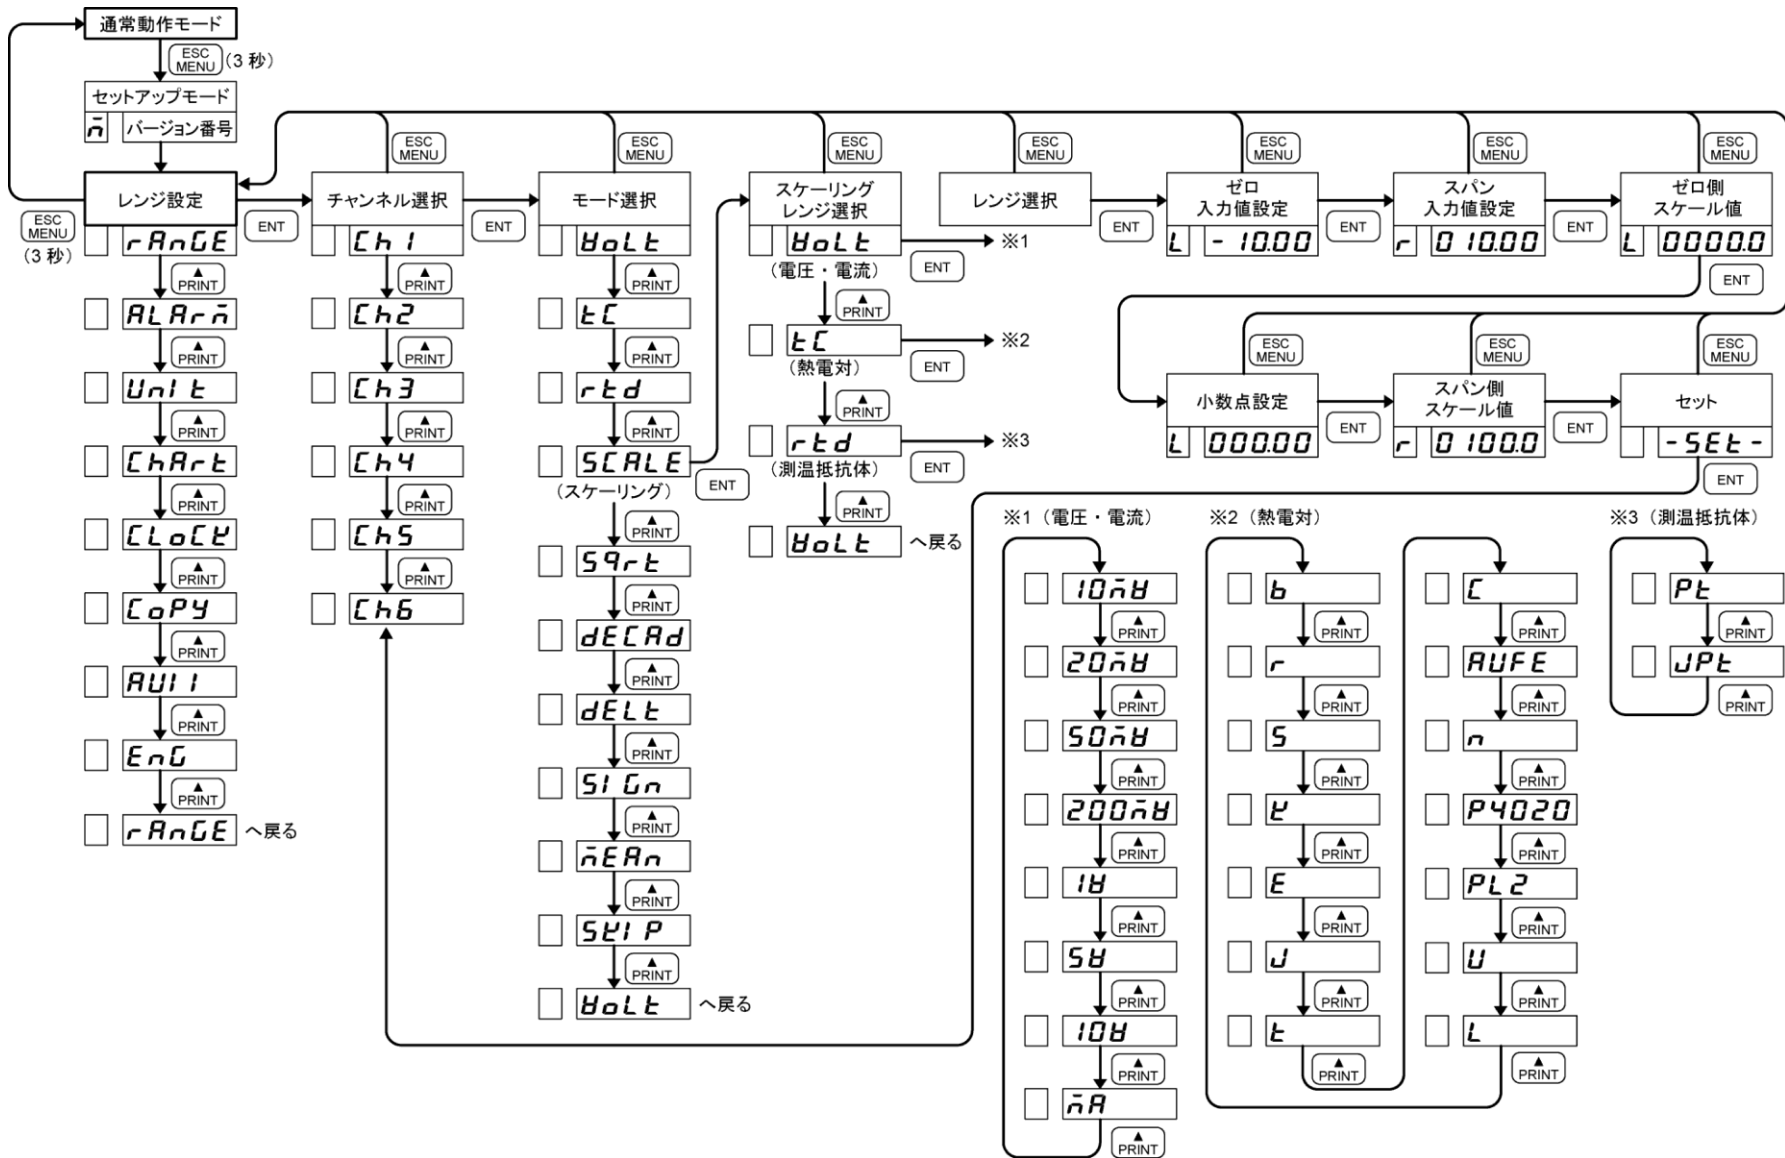 通常動作モード
ESC
MENU
(3 秒)
セットアップモード
バージョン番号
レンジ設定
ESC
MENU
(3 秒)
ENT
rAnGE
▲
PRINT
ALArm
▲
PRINT
UnIt
▲
PRINT
ChArt
▲
PRINT
CLoCK
▲
PRINT
CoPY
▲
PRINT
AUI1
▲
PRINT
EnG
▲
PRINT
rAnGE へ戻る
ESC
MENU
チャンネル選択
ENT
Ch1
▲
PRINT
Ch2
▲
PRINT
Ch3
▲
PRINT
Ch4
▲
PRINT
Ch5
▲
PRINT
Ch6
ESC
MENU
モード選択
VoLt
▲
PRINT
tC
▲
PRINT
rtd
▲
PRINT
SCALE
ENT
(スケーリング)
▲
PRINT
Sqrt
▲
PRINT
dECAd
▲
PRINT
dELt
▲
PRINT
SIGn
▲
PRINT
mEAn
▲
PRINT
SKIP
▲
PRINT
VoLt へ戻る
ESC
MENU
スケーリング
レンジ選択
VoLt
ENT
※1
(電圧・電流)
▲
PRINT
tC
ENT
※2
(熱電対)
▲
PRINT
rtd
ENT
※3
(測温抵抗体)
▲
PRINT
VoLt へ戻る
ESC
MENU
レンジ選択
ENT
ESC
MENU
ゼロ
入力値設定
L -10.00
ENT
ESC
MENU
スパン
入力値設定
r 010.00
ENT
ESC
MENU
ゼロ側
スケール値
L 0000.0
ENT
ESC
MENU
小数点設定
L 000.00
ENT
ESC
MENU
スパン側
スケール値
r 0100.0
ENT
ESC
MENU
セット
-SEt-
ENT
※1 (電圧・電流)
10mV
▲
PRINT
20mV
▲
PRINT
50mV
▲
PRINT
200mV
▲
PRINT
1V
▲
PRINT
5V
▲
PRINT
10V
▲
PRINT
mA
▲
PRINT
※2 (熱電対)
b
▲
PRINT
r
▲
PRINT
S
▲
PRINT
K
▲
PRINT
E
▲
PRINT
J
▲
PRINT
t
▲
PRINT
C
▲
PRINT
AUFE
▲
PRINT
n
▲
PRINT
P4020
▲
PRINT
PL2
▲
PRINT
U
▲
PRINT
L
▲
PRINT
※3 (測温抵抗体)
Pt
▲
PRINT
JPt
▲
PRINT